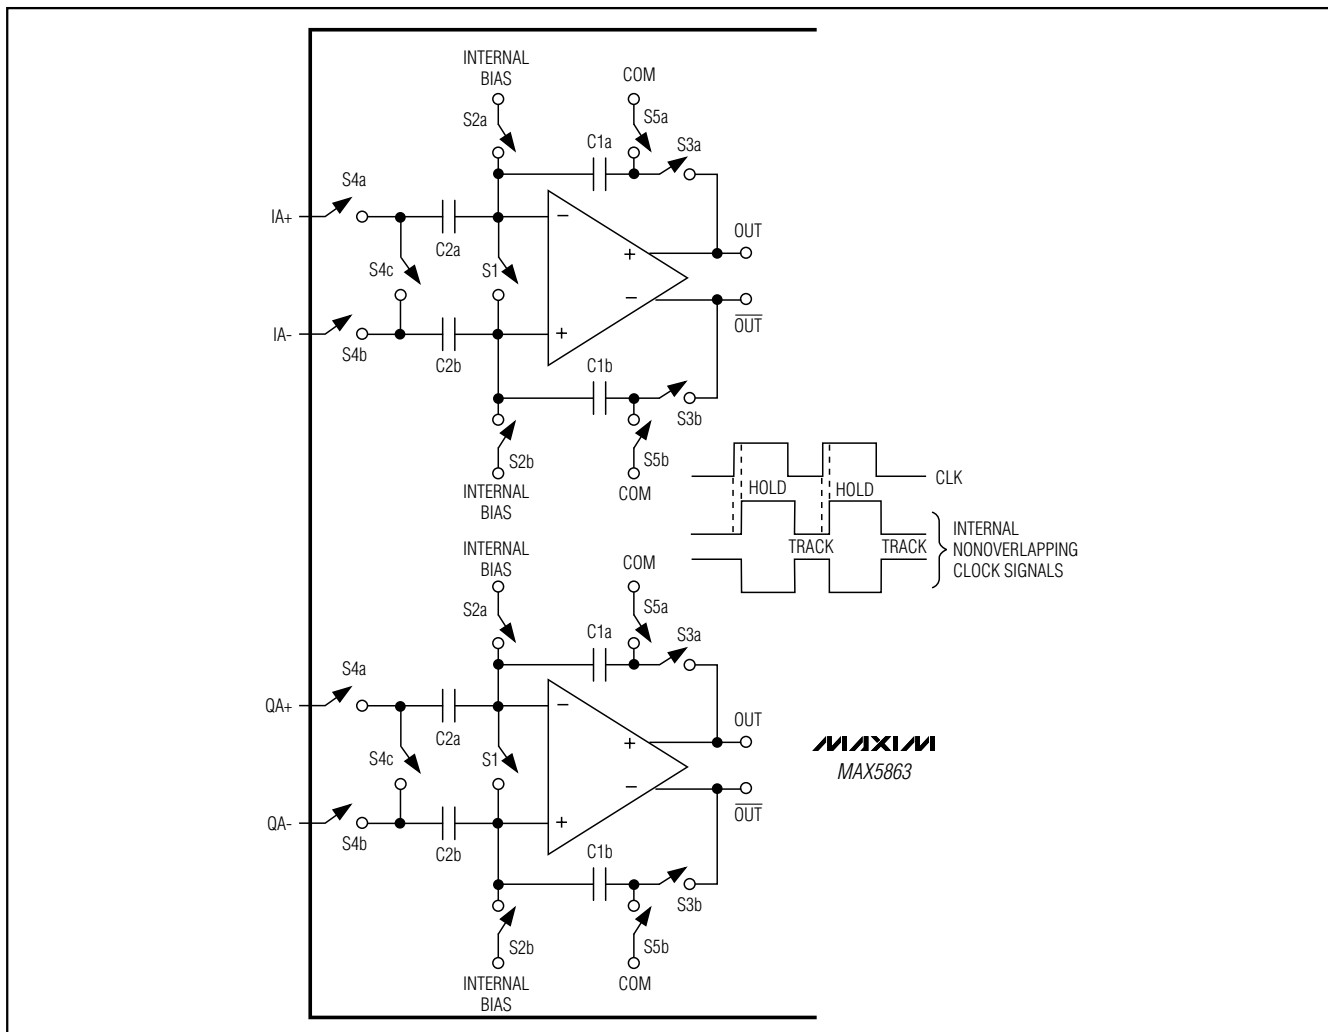 INTERNAL
BIAS
COM
S2a
S5a
C1a
S3a
S4a
IA+
−
C2a
OUT
+
S4c
S1
−
IA-
+
OUT
S4b
C2b
C1b
S3b
S2b
S5b
INTERNAL
BIAS
COM
CLK
HOLD
HOLD
TRACK
TRACK
INTERNAL
NONOVERLAPPING
CLOCK SIGNALS
INTERNAL
BIAS
COM
S2a
S5a
C1a
S3a
S4a
QA+
−
C2a
OUT
+
S4c
S1
−
QA-
+
OUT
S4b
C2b
C1b
S3b
S2b
S5b
INTERNAL
BIAS
COM
MAXIM
MAX5863